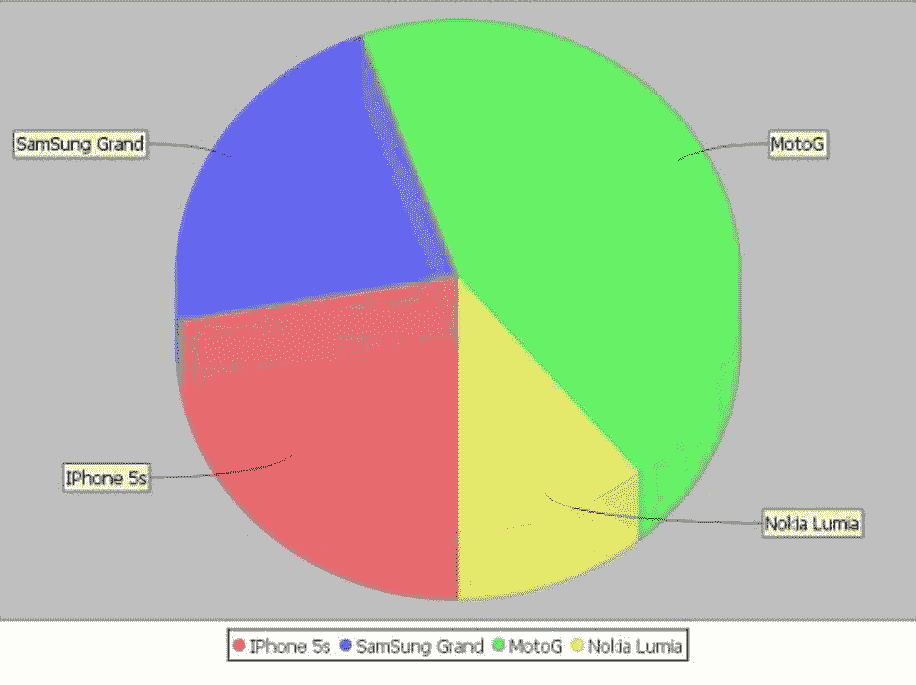 SamSung Grand
MotoG
IPhone 5s
Nokia Lumia
IPhone 5s SamSung Grand MotoG Nokia Lumia